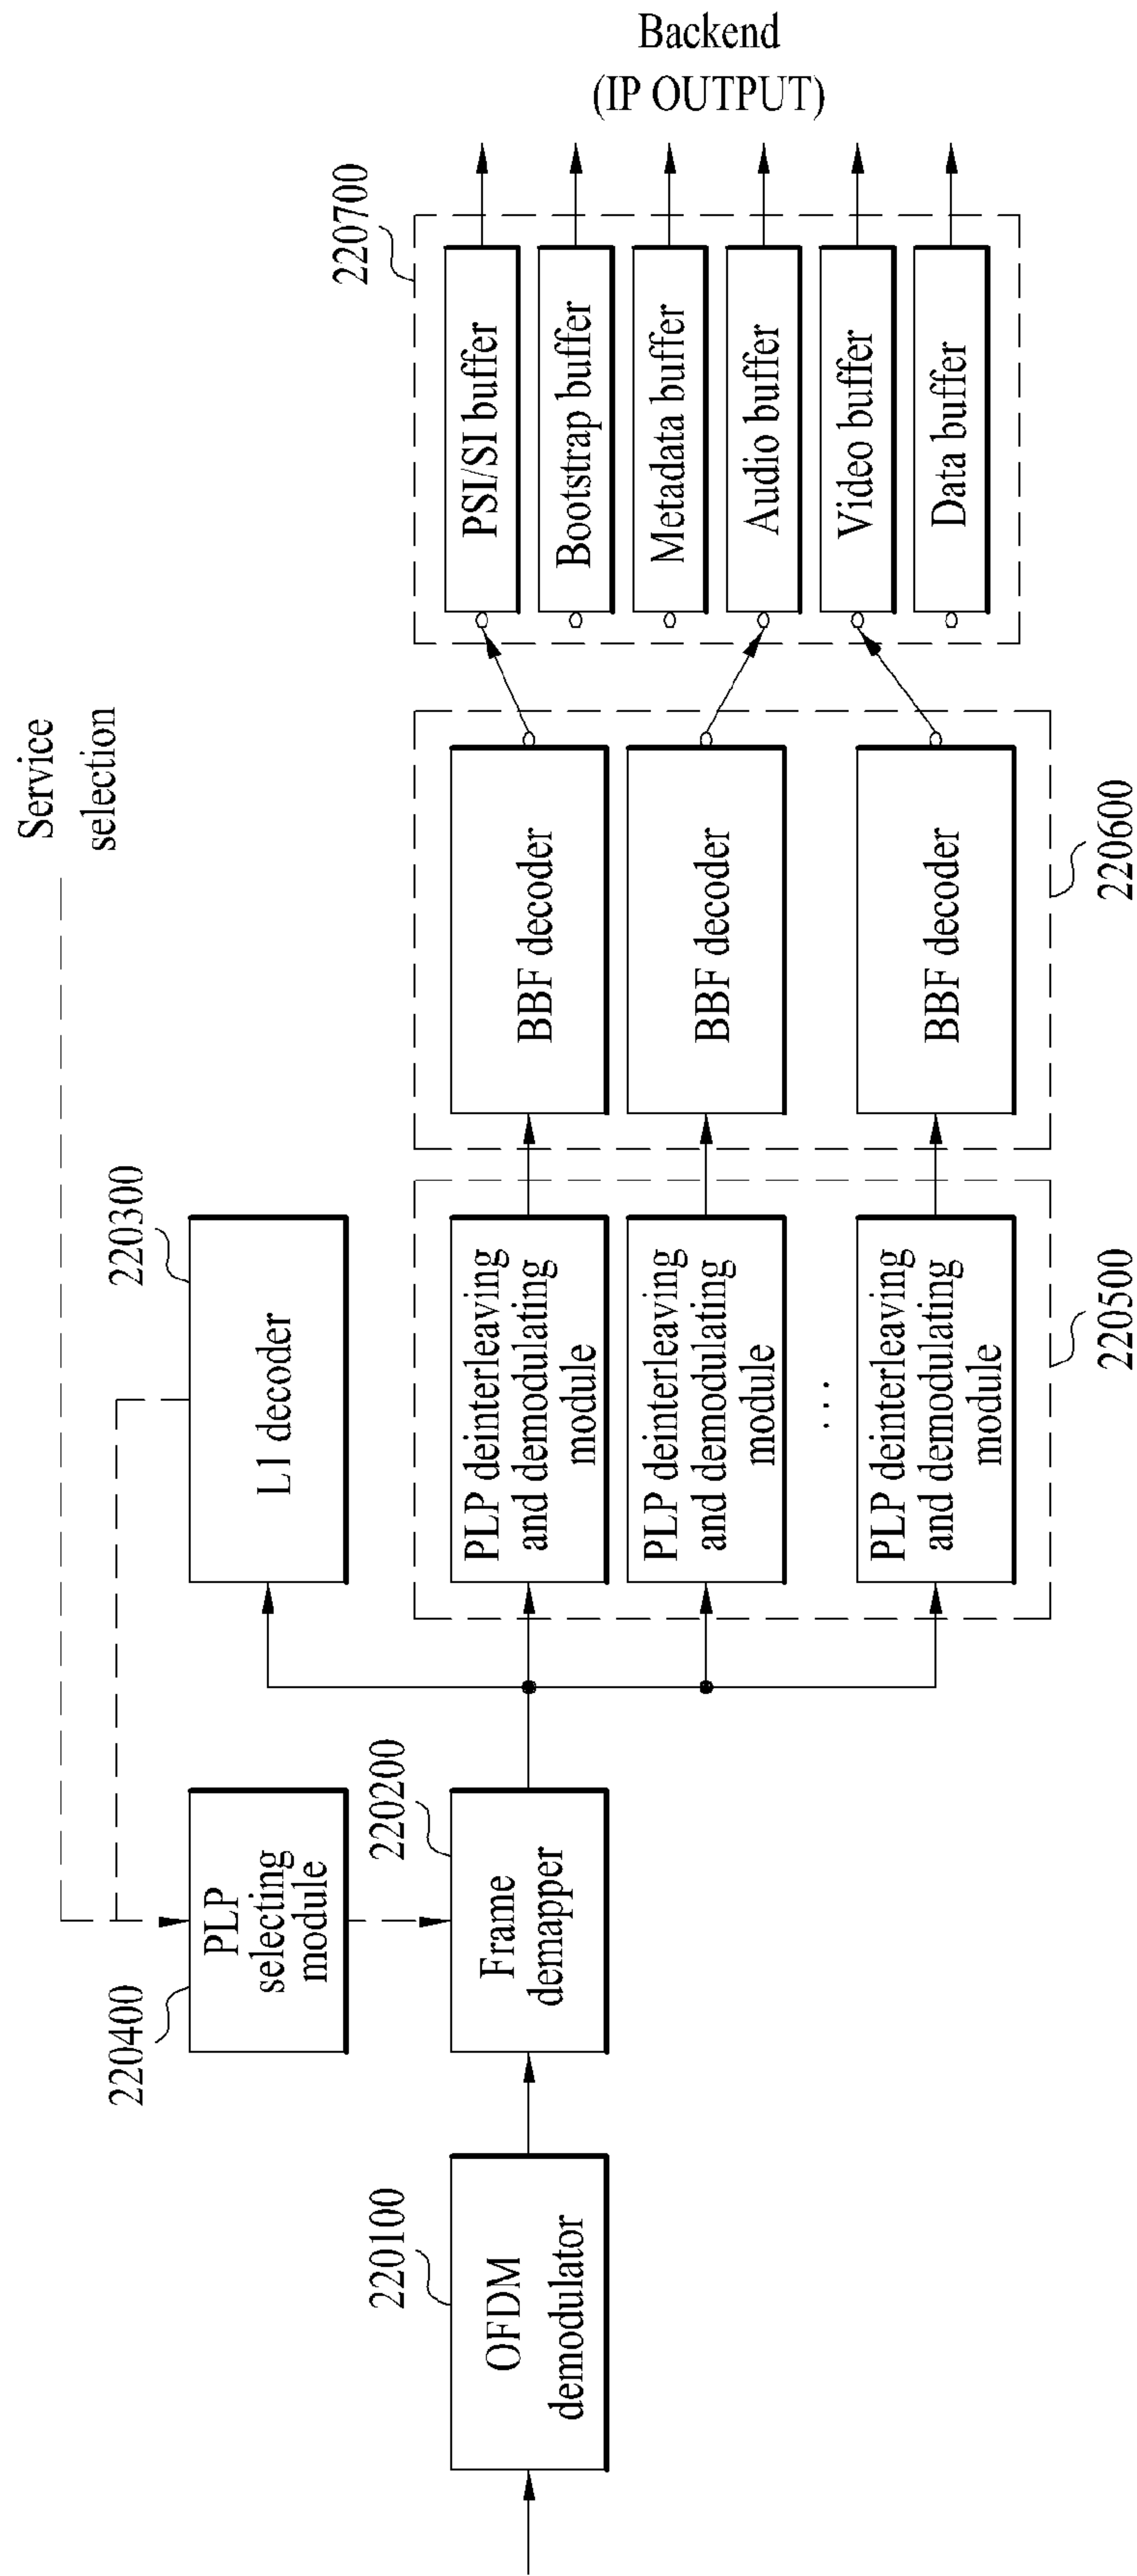 Service
selection
220400
PLP
selecting
module
220300
L1 decoder
220100
OFDM
demodulator
220200
Frame
demapper
PLP deinterleaving
and demodulating
module
PLP deinterleaving
and demodulating
module
...
PLP deinterleaving
and demodulating
module
220500
BBF decoder
BBF decoder
BBF decoder
220600
220700
PSI/SI buffer
Bootstrap buffer
Metadata buffer
Audio buffer
Video buffer
Data buffer
Backend
(IP OUTPUT)